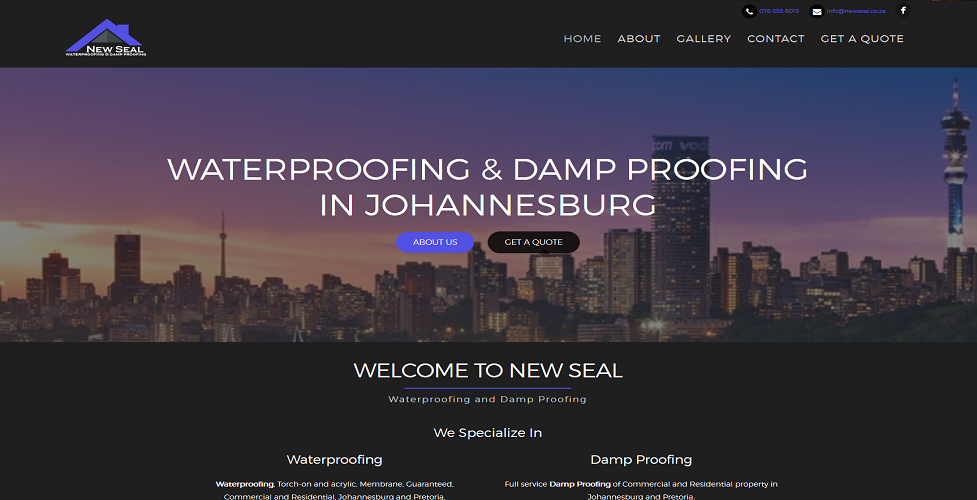 076 655 6019 info@newseal.co.za
NEW SEAL
WATERPROOFING & DAMP PROOFING
HOME ABOUT GALLERY CONTACT GET A QUOTE
WATERPROOFING & DAMP PROOFING
IN JOHANNESBURG
ABOUT US GET A QUOTE
WELCOME TO NEW SEAL
Waterproofing and Damp Proofing
We Specialize In
Waterproofing
Waterproofing, Torch-on and acrylic, Membrane, Guaranteed,
Commercial and Residential, Johannesburg and Pretoria.
Damp Proofing
Full service Damp Proofing of Commercial and Residential property in
Johannesburg and Pretoria.